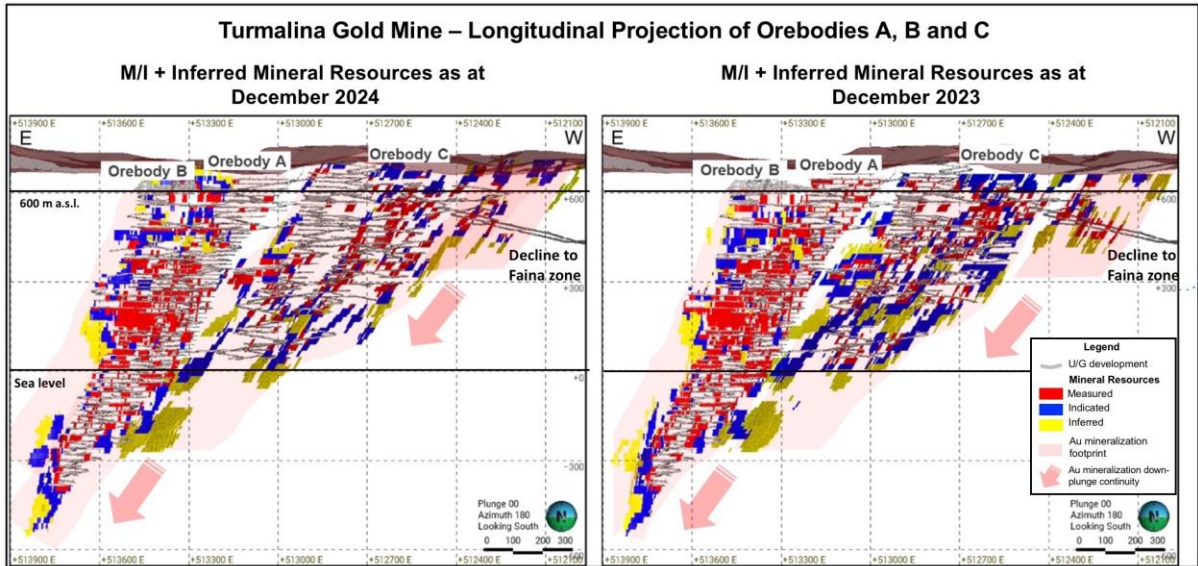 Turmalina Gold Mine – Longitudinal Projection of Orebodies A, B and C
M/I + Inferred Mineral Resources as at
December 2024
+513900 E +513600 E +513300 E +513000 E +512700 E +512400 E +512100
E W
Orebody B
Orebody A
Orebody C
600 m a.s.l.
+600
Decline to
Faina zone
+300
Sea level
+0
-300
Plunge 00
Azimuth 180
Looking South
0 100 200 300
+513900 E +513600 E +513300 E +513000 E +512700 E +512400 E +512100
M/I + Inferred Mineral Resources as at
December 2023
+513900 E +513600 E +513300 E +513000 E +512700 E +512400 E +512100
E W
Orebody B
Orebody A
Orebody C
+600
Decline to
Faina zone
+300
Legend
U/G development
Mineral Resources
Measured
Indicated
Inferred
Au mineralization
footprint
Au mineralization down-
plunge continuity
Plunge 00
Azimuth 180
Looking South
0 100 200 300
+513900 E +513600 E +513300 E +513000 E +512700 E +512400 E +512100